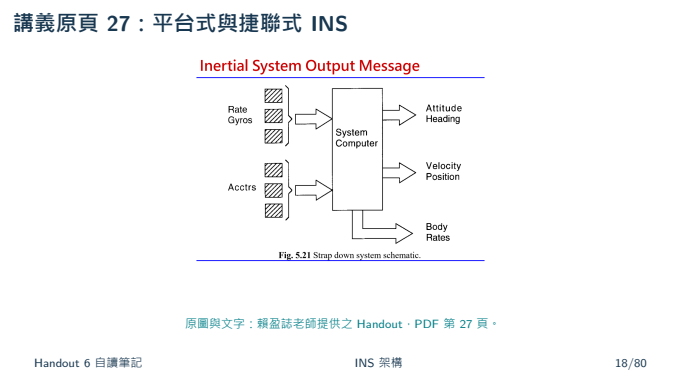 講義原頁 27：平台式與捷聯式 INS
Inertial System Output Message
Rate
Gyros
Acctrs
System
Computer
Attitude
Heading
Velocity
Position
Body
Rates
Fig. 5.21 Strap down system schematic.
原圖與文字：賴盈誌老師提供之 Handout，PDF 第 27 頁。
Handout 6 自讀筆記
INS 架構
18/80